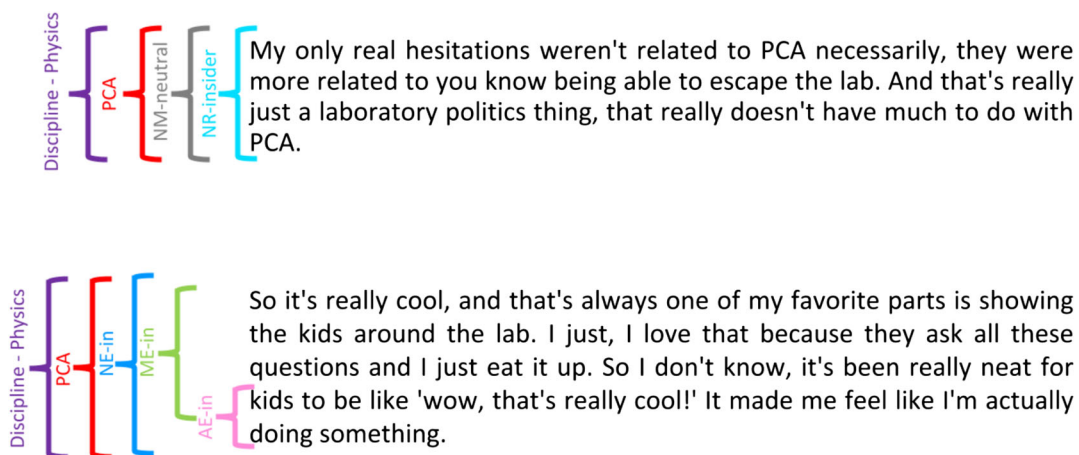 Discipline - Physics
PCA
NM-neutral
NR-insider
My only real hesitations weren't related to PCA necessarily, they were
more related to you know being able to escape the lab. And that's really
just a laboratory politics thing, that really doesn't have much to do with
PCA.
Discipline - Physics
PCA
NE-in
ME-in
AE-in
So it's really cool, and that's always one of my favorite parts is showing
the kids around the lab. I just, I love that because they ask all these
questions and I just eat it up. So I don't know, it's been really neat for
kids to be like 'wow, that's really cool!' It made me feel like I'm actually
doing something.